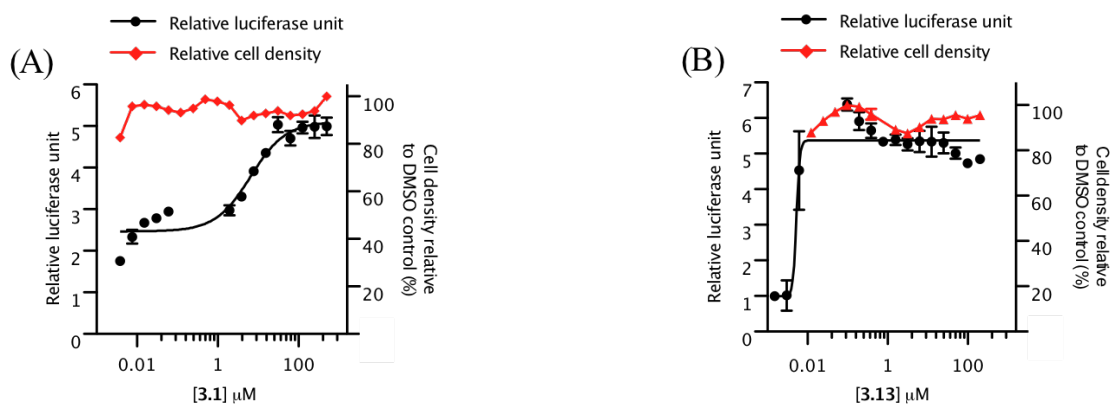 Relative luciferase unit
Relative cell density
(A)
6
5
4
3
2
1
0
Relative luciferase unit
100
80
60
40
20
Cell density relative
to DMSO control (%)
0.01
1
100
[3.1] μM
Relative luciferase unit
Relative cell density
(B)
7
6
5
4
3
2
1
0
Relative luciferase unit
100
80
60
40
20
Cell density relative
to DMSO control (%)
0.01
1
100
[3.13] μM